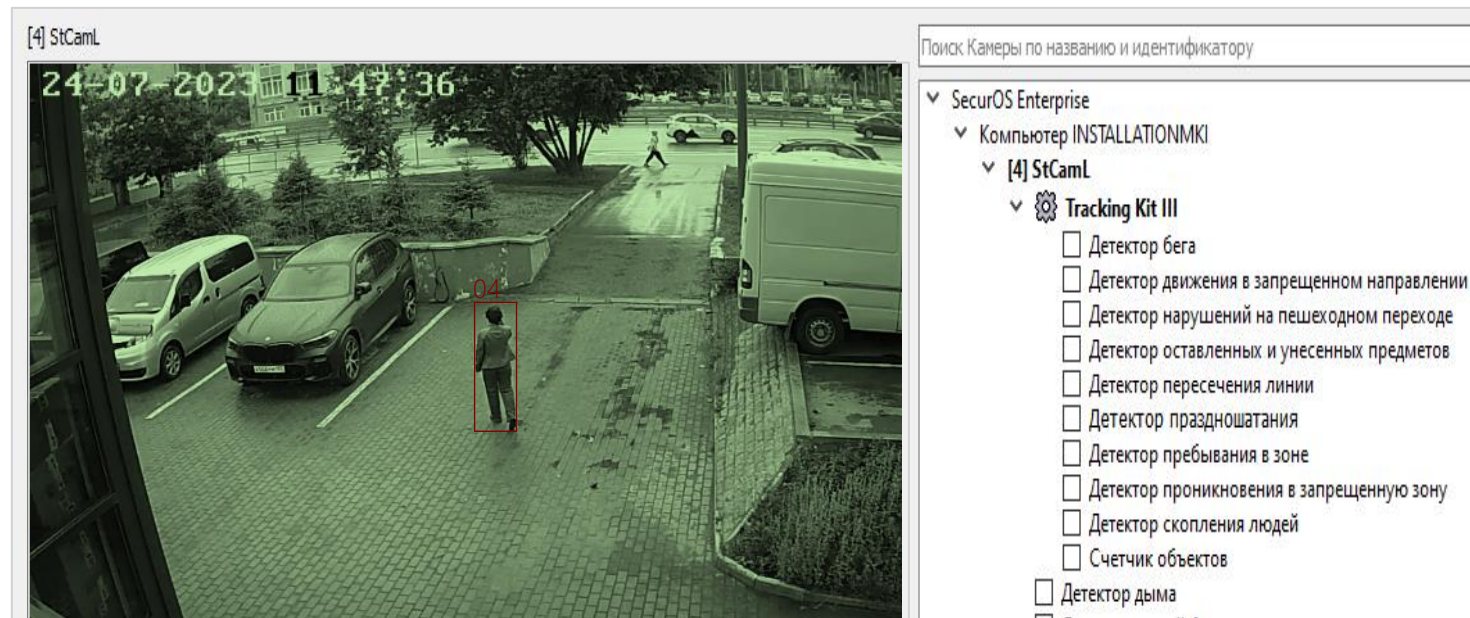 [4] StCamL
24-07-2023 11:47:36
04
Поиск Камеры по названию и идентификатору
SecurOS Enterprise
Компьютер INSTALLATIONMKI
[4] StCamL
Tracking Kit III
Детектор бега
Детектор движения в запрещенном направлении
Детектор нарушений на пешеходном переходе
Детектор оставленных и унесенных предметов
Детектор пересечения линии
Детектор праздношатания
Детектор пребывания в зоне
Детектор проникновения в запрещенную зону
Детектор скопления людей
Счетчик объектов
Детектор дыма